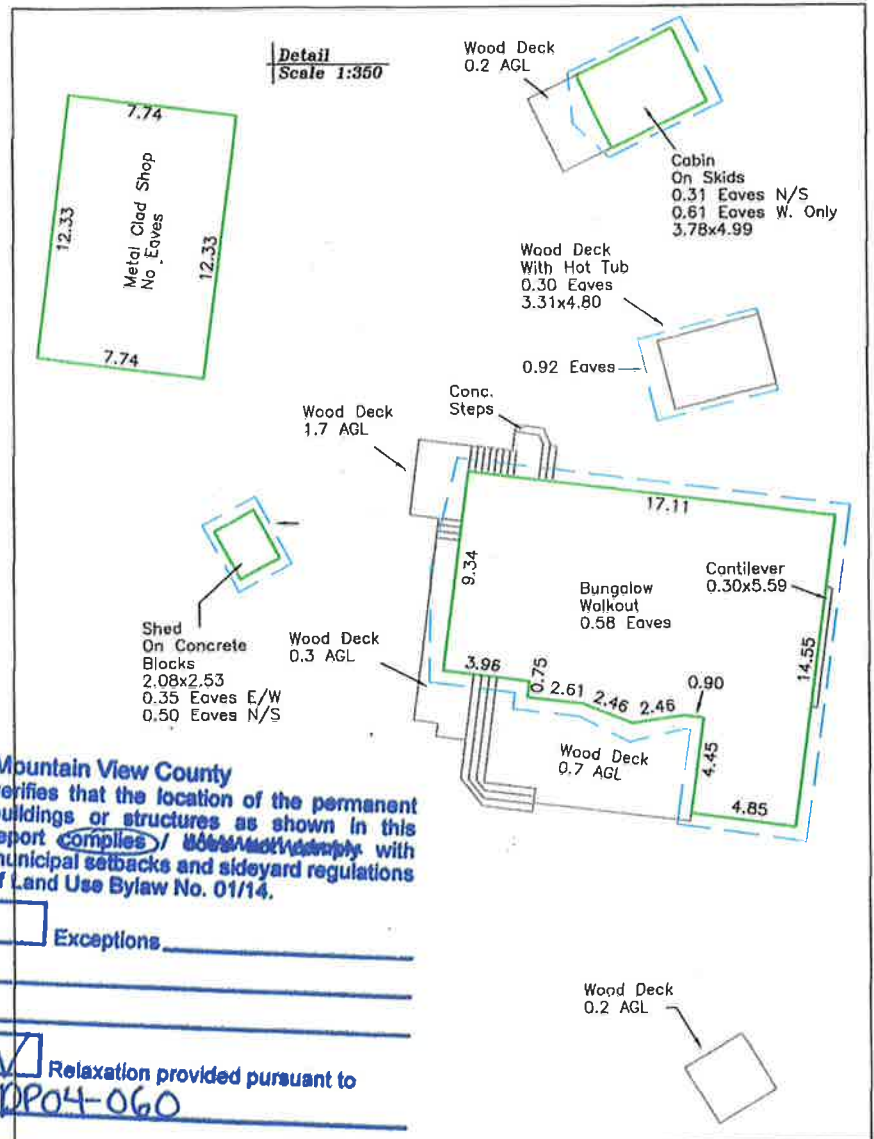 Detail
Scale 1:350
Wood Deck
0.2 AGL
7.74
12.33
Metal Clad Shop
No Eaves
12.33
7.74
Cabin
On Skids
0.31 Eaves N/S
0.61 Eaves W. Only
3.78x4.99
Wood Deck
With Hot Tub
0.30 Eaves
3.31x4.80
0.92 Eaves
Conc.
Steps
Wood Deck
1.7 AGL
17.11
9.34
Cantilever
0.30x5.59
Bungalow
Walkout
0.58 Eaves
14.55
Shed
On Concrete
Blocks
2.08x2.53
0.35 Eaves E/W
0.50 Eaves N/S
Wood Deck
0.3 AGL
3.96
0.75
2.61
2.46
2.46
0.90
Wood Deck
0.7 AGL
4.45
4.85
Mountain View County
erifies that the location of the permanent
uildings or structures as shown in this
eport complies / with
unicipal setbacks and sideyard regulations
f Land Use Bylaw No. 01/14.
Exceptions
Relaxation provided pursuant to
DP04-060
Wood Deck
0.2 AGL